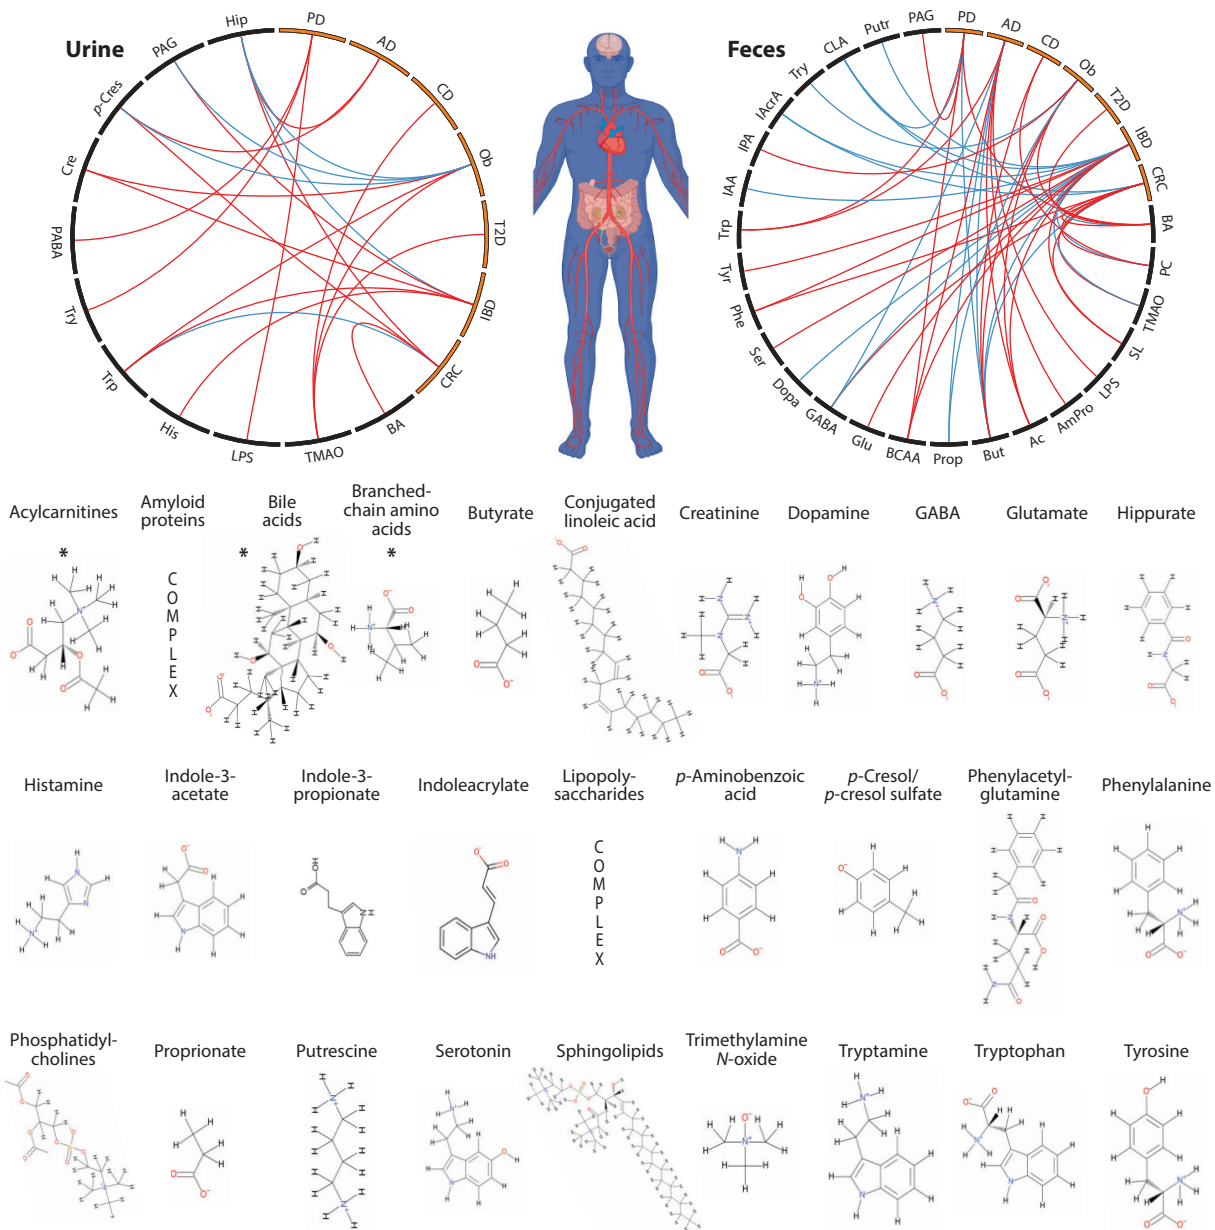 Urine
Hip
PD
AD
CD
Ob
T2D
IBD
CRC
BA
TMAO
LPS
His
Trp
Try
PABA
Cre
p-Cres
PAG
Feces
PAG
PD
AD
CD
Ob
T2D
IBD
CRC
BA
PC
TMAO
SL
LPS
AmPro
Ac
But
Prop
BCAA
Glu
GABA
Dopa
Ser
Phe
Tyr
Trp
IAA
IPA
IAcrA
Try
CLA
Putr
Acylcarnitines
*
Amyloid
proteins
COMPLEX
Bile
acids
*
Branched-
chain amino
acids
*
Butyrate
Conjugated
linoleic acid
Creatinine
Dopamine
GABA
Glutamate
Hippurate
Histamine
Indole-3-
acetate
Indole-3-
propionate
Indoleacrylate
Lipopoly-
saccharides
COMPLEX
p-Aminobenzoic
acid
p-Cresol/
p-cresol sulfate
Phenylacetyl-
glutamine
Phenylalanine
Phosphatidyl-
cholines
Proprionate
Putrescine
Serotonin
Sphingolipids
Trimethylamine
N-oxide
Tryptamine
Tryptophan
Tyrosine